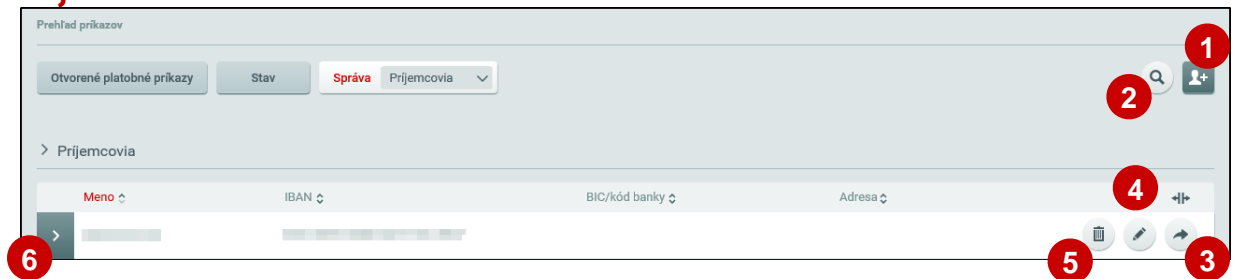 Prehľad príkazov
1
Otvorené platobné príkazy Stav Správa Príjemcovia
2
Príjemcovia
4
Meno IBAN BIC/kód banky Adresa
6 5 3